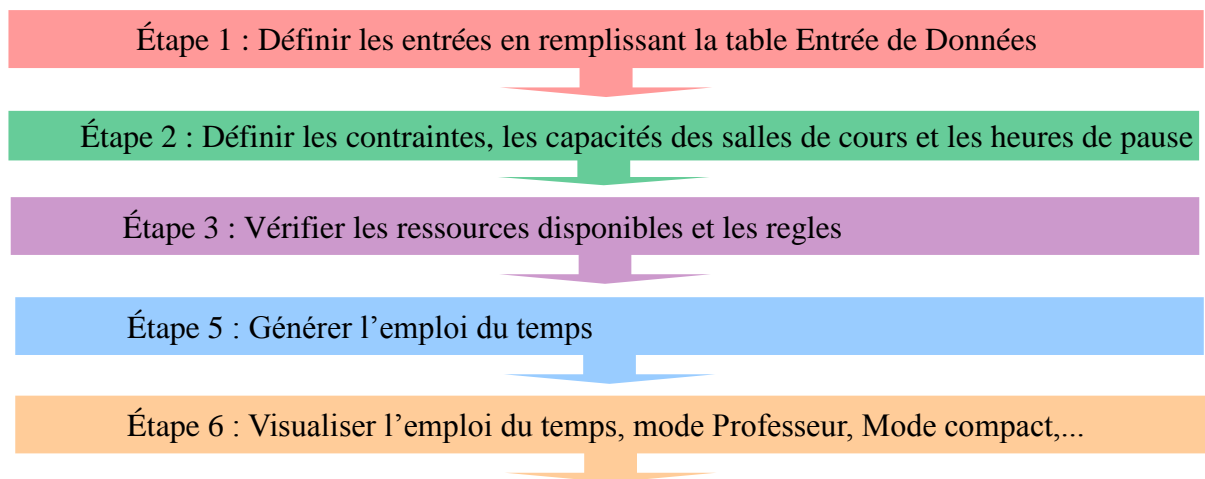 Étape 1 : Définir les entrées en remplissant la table Entrée de Données
Étape 2 : Définir les contraintes, les capacités des salles de cours et les heures de pause
Étape 3 : Vérifier les ressources disponibles et les regles
Étape 5 : Générer l’emploi du temps
Étape 6 : Visualiser l’emploi du temps, mode Professeur, Mode compact,...